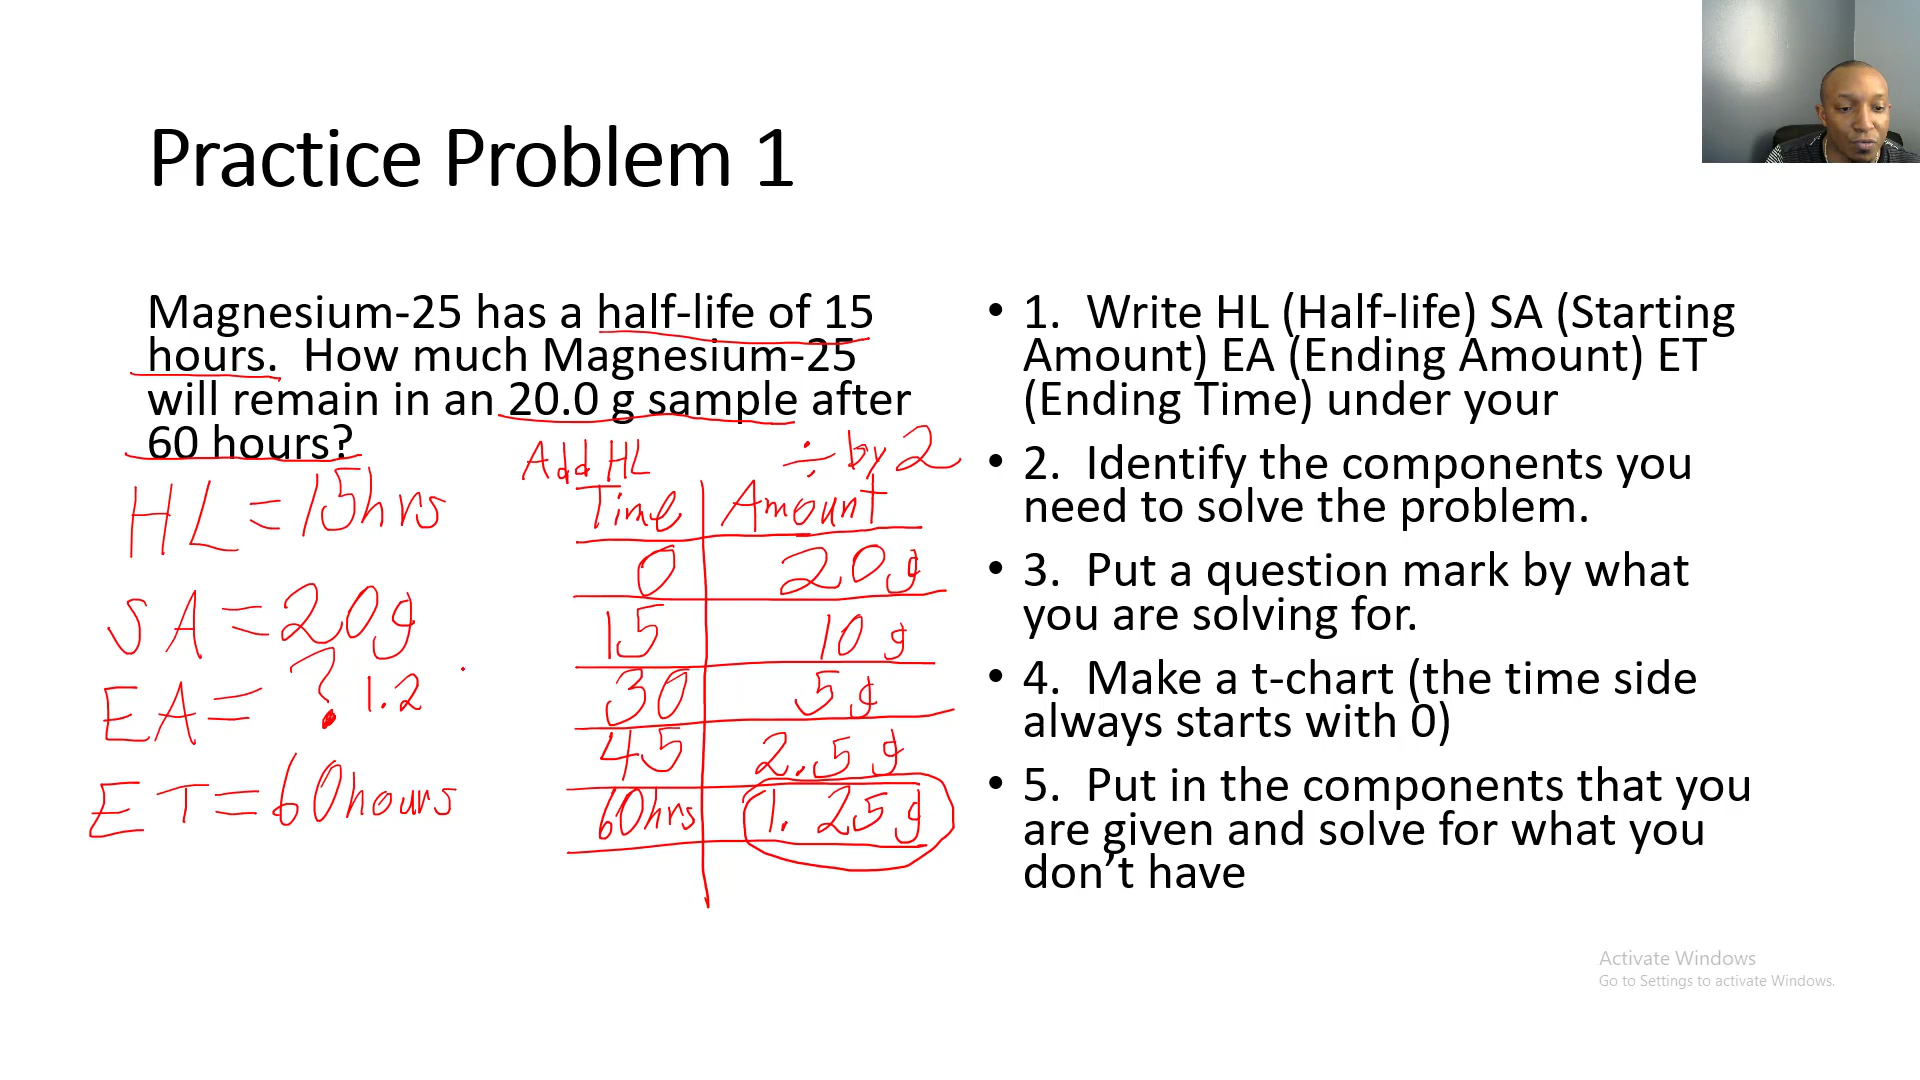 Practice Problem 1
Magnesium-25 has a half-life of 15
hours.  How much Magnesium-25
will remain in an 20.0 g sample after
60 hours?
HL = 15hrs
SA = 20g
EA = ? 1.2
ET = 60hours
Add HL ÷ by 2
Time Amount
0 20g
15 10 g
30 5g
45 2.5 g
60hrs 1.25g
• 1.  Write HL (Half-life) SA (Starting
Amount) EA (Ending Amount) ET
(Ending Time) under your
• 2.  Identify the components you
need to solve the problem.
• 3.  Put a question mark by what
you are solving for.
• 4.  Make a t-chart (the time side
always starts with 0)
• 5.  Put in the components that you
are given and solve for what you
don’t have
Activate Windows
Go to Settings to activate Windows.